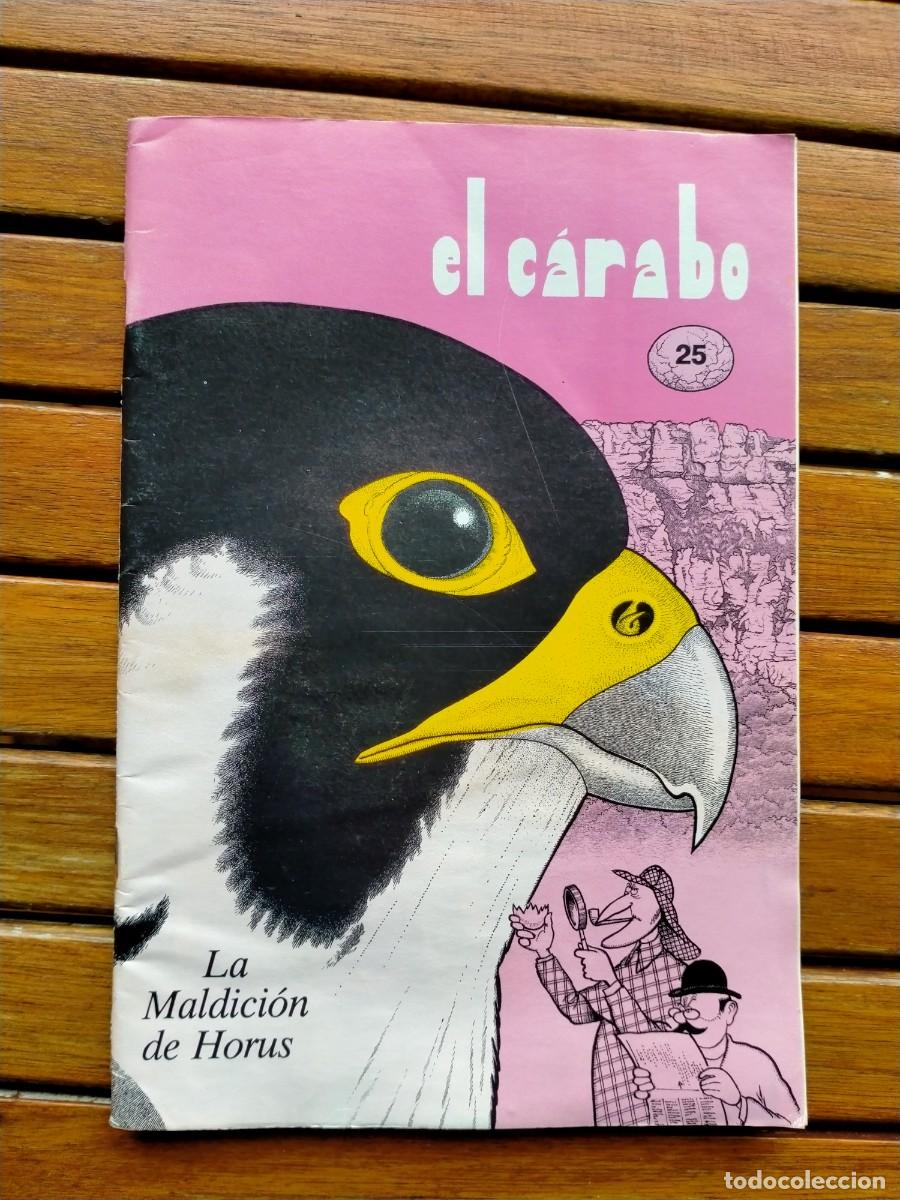 el cárabo
25
La
Maldición
de Horus
todocoleccion